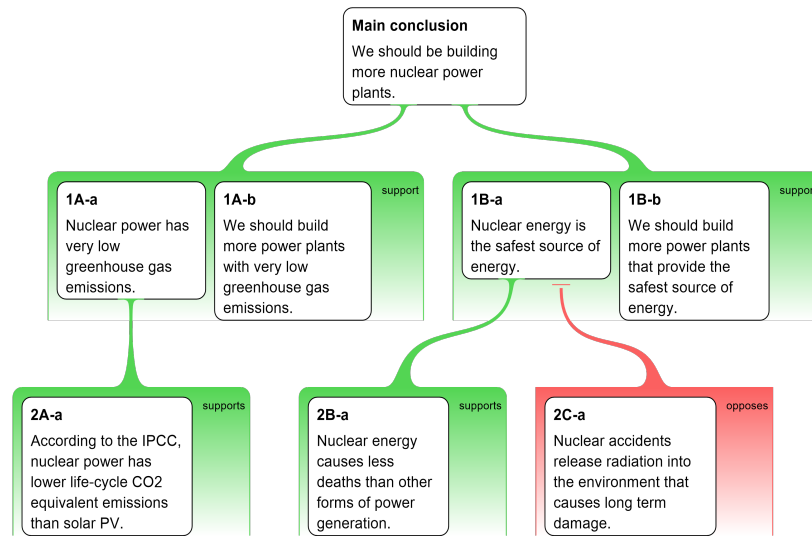 Main conclusion
We should be building
more nuclear power
plants.
support
1A-a
Nuclear power has
very low
greenhouse gas
emissions.
1A-b
We should build
more power plants
with very low
greenhouse gas
emissions.
support
1B-a
Nuclear energy is
the safest source of
energy.
1B-b
We should build
more power plants
that provide the
safest source of
energy.
supports
2A-a
According to the IPCC,
nuclear power has
lower life-cycle CO2
equivalent emissions
than solar PV.
supports
2B-a
Nuclear energy
causes less
deaths than other
forms of power
generation.
opposes
2C-a
Nuclear accidents
release radiation into
the environment that
causes long term
damage.